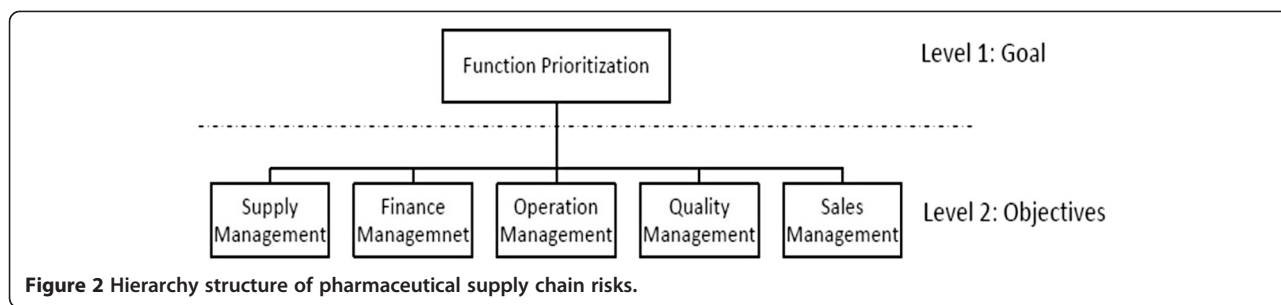 Function Prioritization
Level 1: Goal
Supply
Management
Finance
Managemnet
Operation
Management
Quality
Management
Sales
Management
Level 2: Objectives
Figure 2 Hierarchy structure of pharmaceutical supply chain risks.